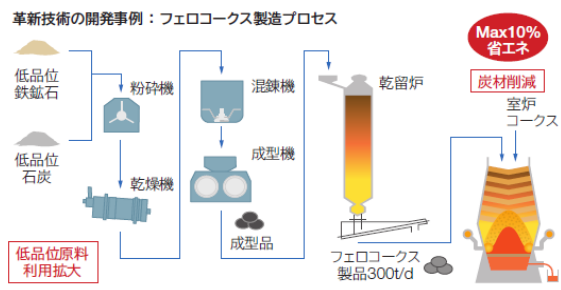 革新技術の開発事例：フェロコークス製造プロセス
Max10%
省エネ
低品位
鉄鉱石
粉砕機
混錬機
乾留炉
炭材削減
室炉
コークス
低品位
石炭
乾燥機
成型機
成型品
低品位原料
利用拡大
フェロコークス
製品300t/d